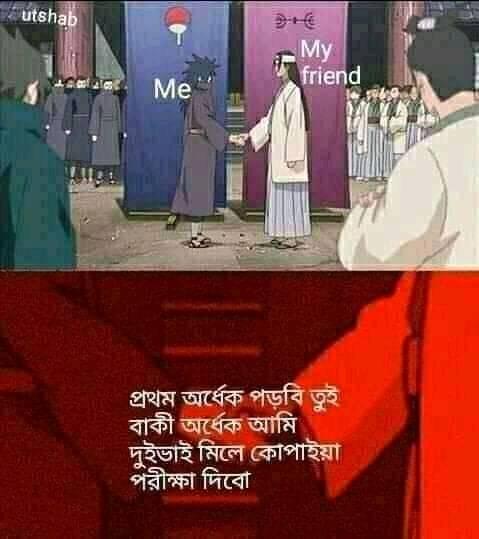 utshab
Me
My
friend
প্রথম অর্ধেক পড়বি তুই
বাকী অর্ধেক আমি
দুইভাই মিলে কোপাইয়া
পরীক্ষা দিবো